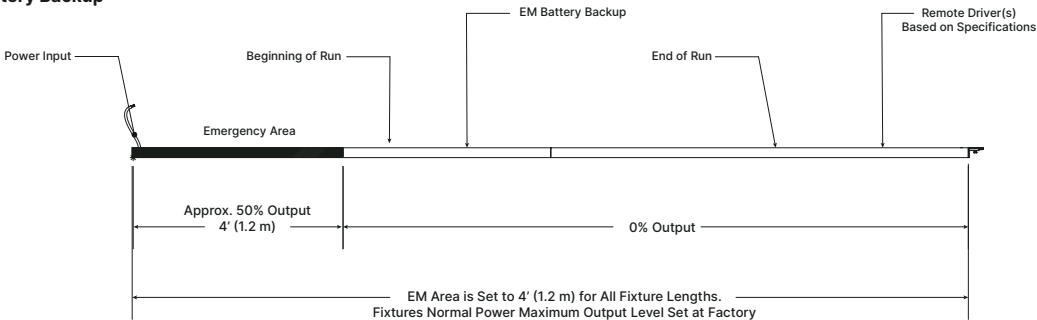 tery Backup
EM Battery Backup
Remote Driver(s)
Based on Specifications
Power Input
Beginning of Run
End of Run
Emergency Area
Approx. 50% Output
4' (1.2 m)
0% Output
EM Area is Set to 4' (1.2 m) for All Fixture Lengths.
Fixtures Normal Power Maximum Output Level Set at Factory